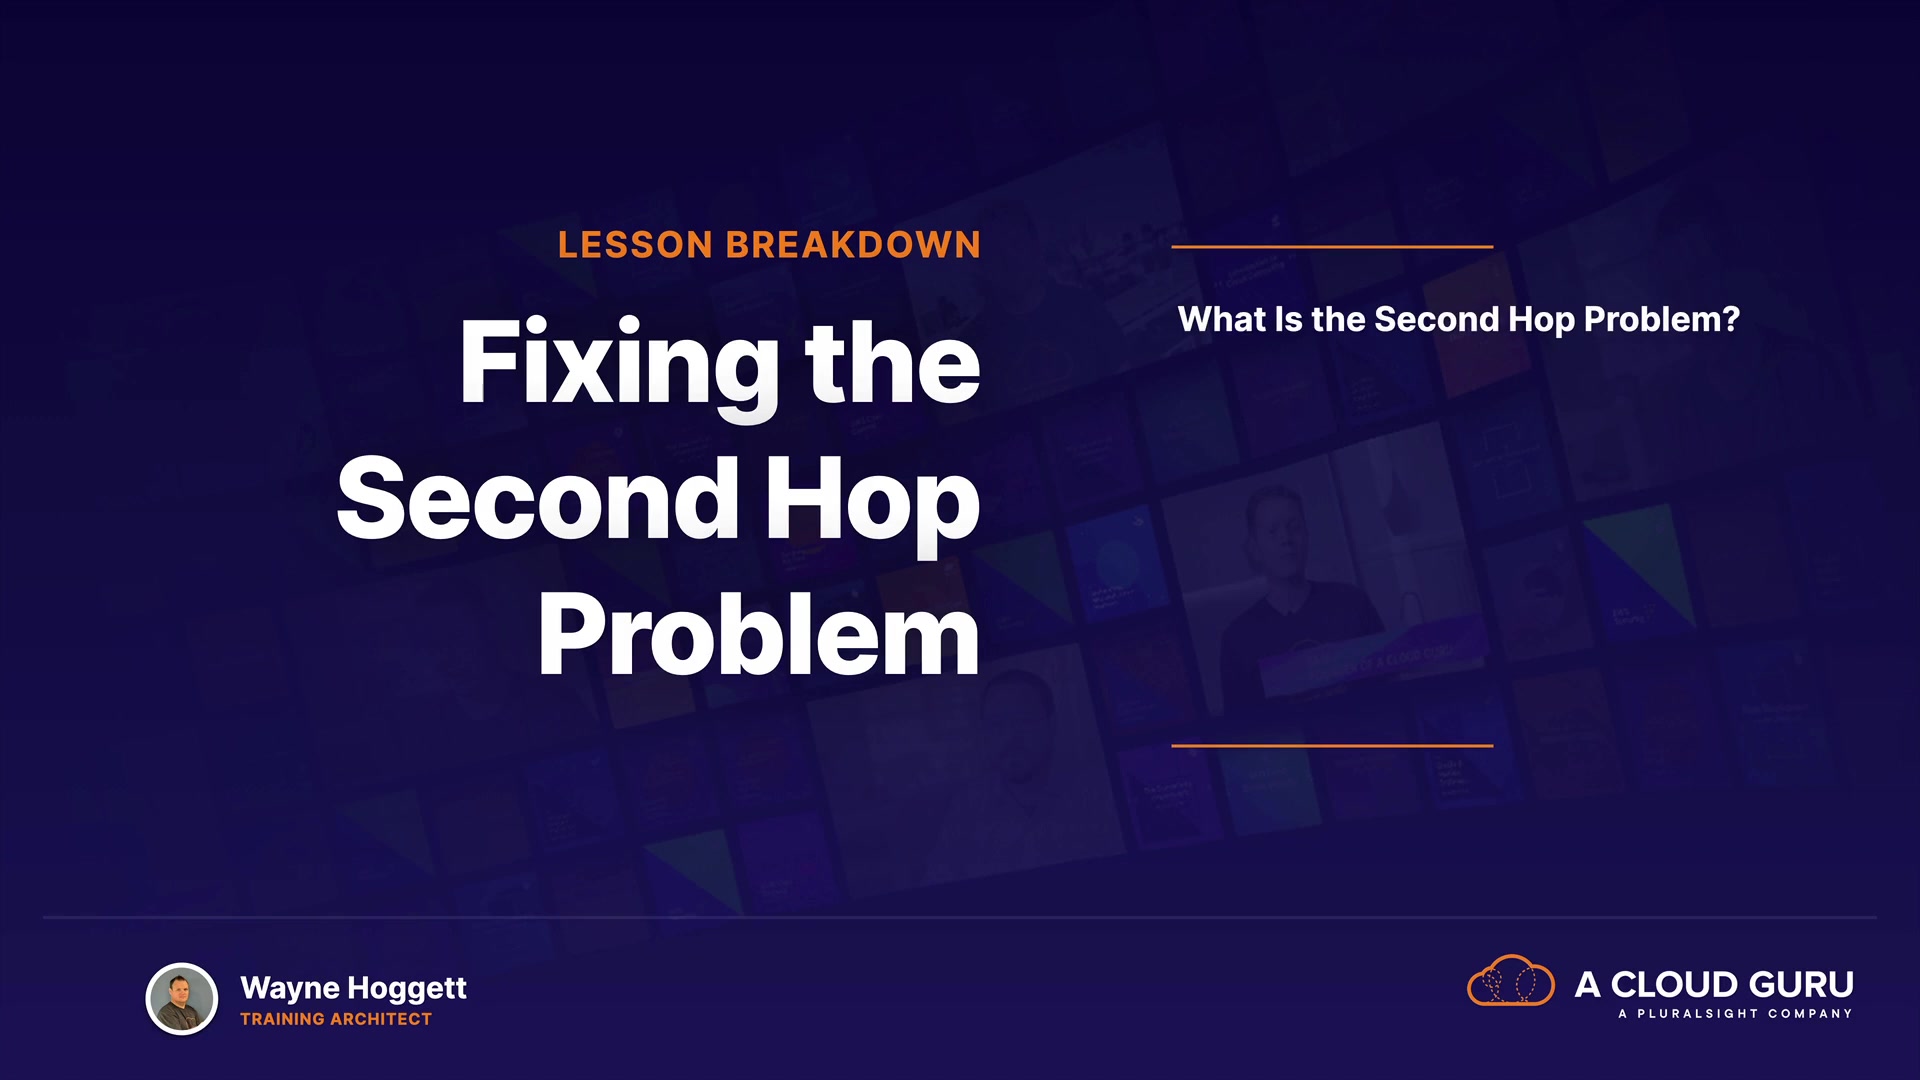 LESSON BREAKDOWN
Fixing the
Second Hop
Problem
What Is the Second Hop Problem?
Wayne Hoggett
TRAINING ARCHITECT
A CLOUD GURU
A PLURALSIGHT COMPANY